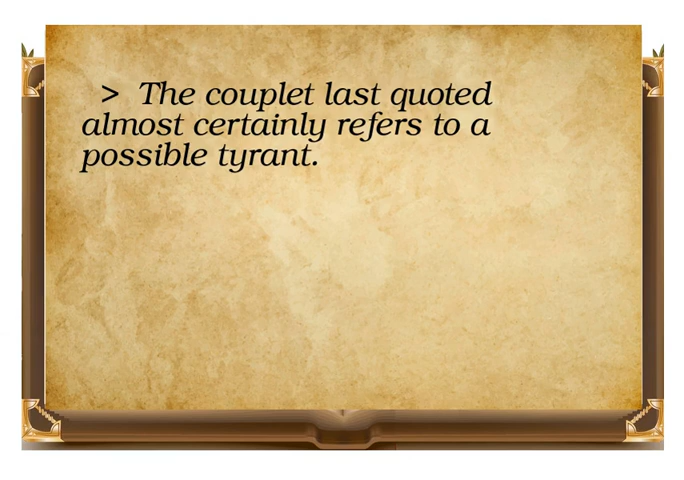 > The couplet last quoted
almost certainly refers to a
possible tyrant.